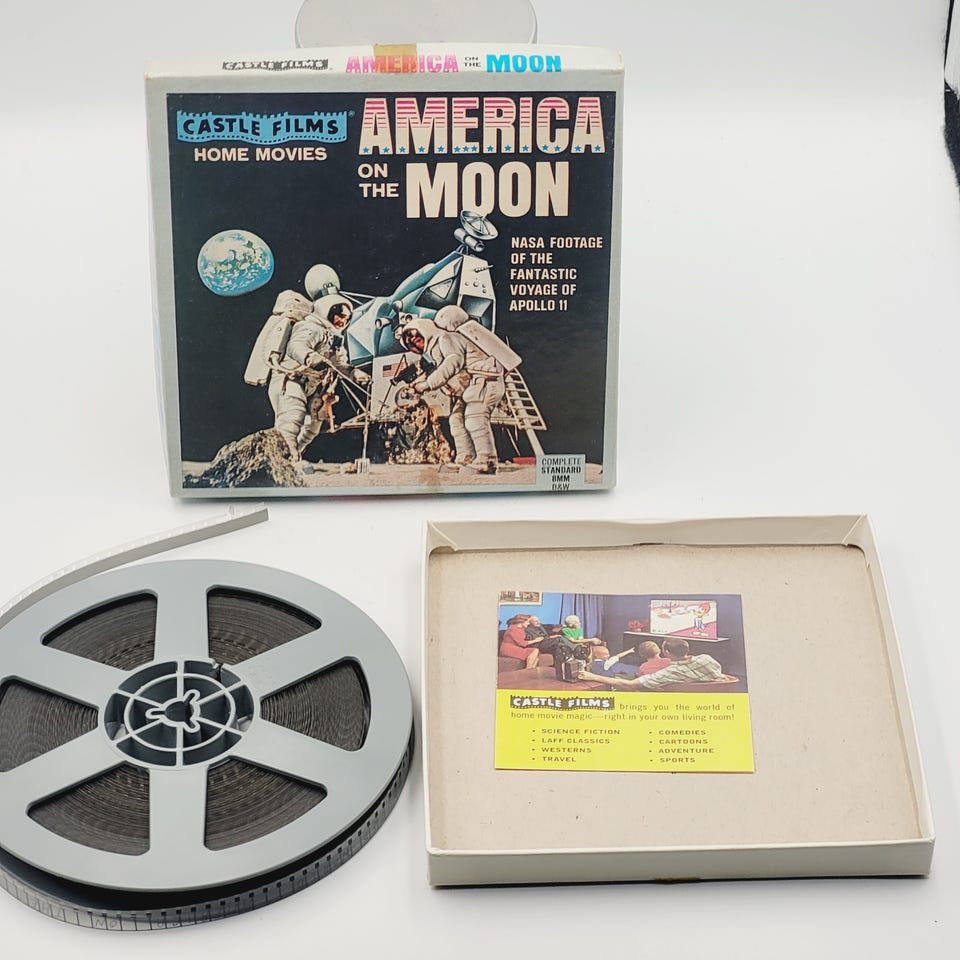 CASTLE FILMS AMERICA ON THE MOON
CASTLE FILMS®
HOME MOVIES
AMERICA
ON
THE
MOON
NASA FOOTAGE
OF THE
FANTASTIC
VOYAGE OF
APOLLO 11
COMPLETE
STANDARD
8MM
B&W
CASTLE FILMS brings you the world of
home movie magic—right in your own living room!
• SCIENCE FICTION
• LAFF CLASSICS
• WESTERNS
• TRAVEL
• COMEDIES
• CARTOONS
• ADVENTURE
• SPORTS